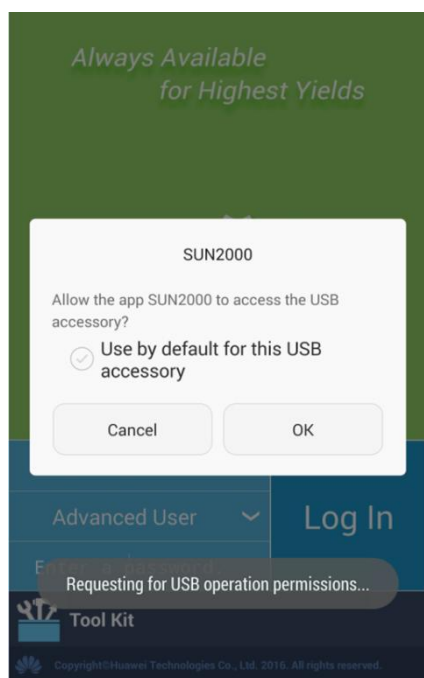 Always Available
for Highest Yields
SUN2000
Allow the app SUN2000 to access the USB
accessory?
Use by default for this USB
accessory
Cancel
OK
Advanced User
Log In
Enter a password
Requesting for USB operation permissions...
Tool Kit
Copyright©Huawei Technologies Co., Ltd. 2016. All rights reserved.